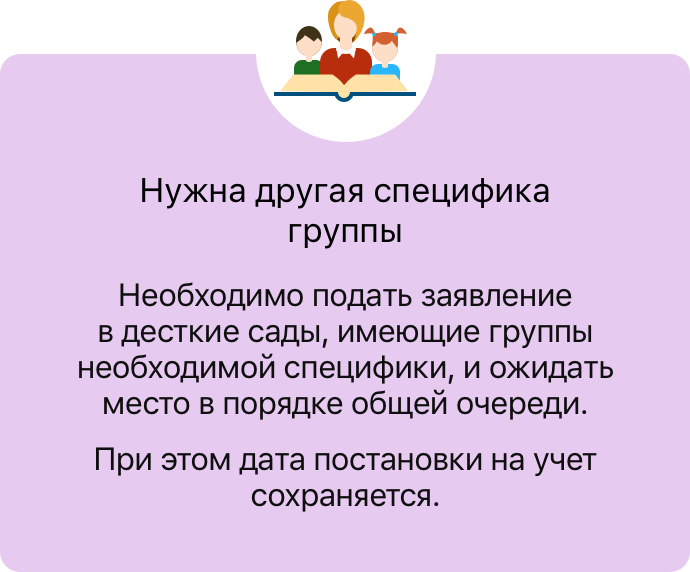 Нужна другая специфика
группы
Необходимо подать заявление
в десткие сады, имеющие группы
необходимой специфики, и ожидать
место в порядке общей очереди.
При этом дата постановки на учет
сохраняется.